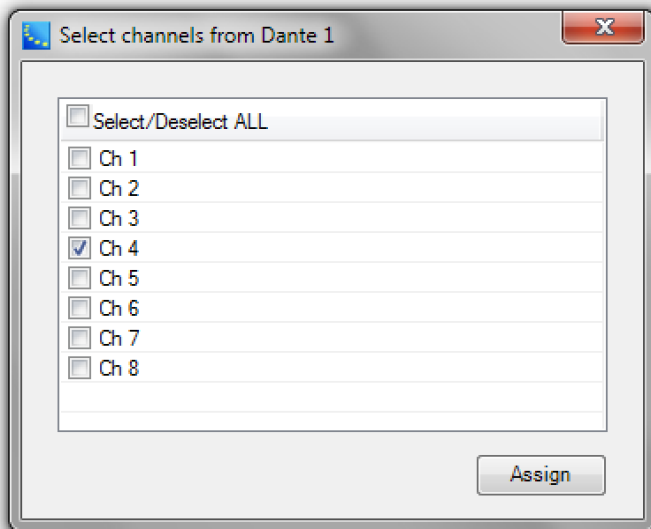 Select channels from Dante 1
Select/Deselect ALL
Ch 1
Ch 2
Ch 3
Ch 4
Ch 5
Ch 6
Ch 7
Ch 8
Assign